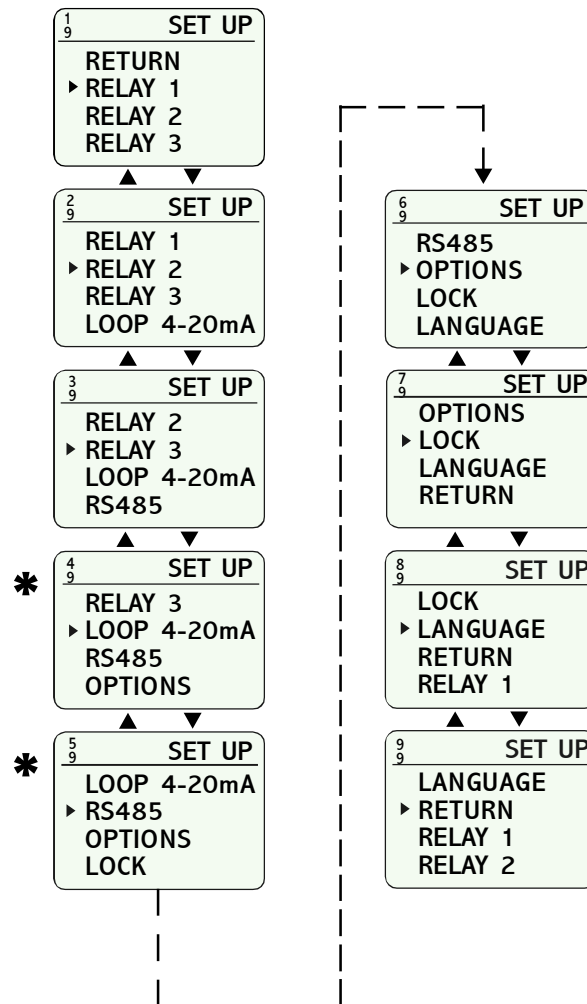 1
9 SET UP
RETURN
RELAY 1
RELAY 2
RELAY 3
2
9 SET UP
RELAY 1
RELAY 2
RELAY 3
LOOP 4-20mA
3
9 SET UP
RELAY 2
RELAY 3
LOOP 4-20mA
RS485
*
4
9 SET UP
RELAY 3
LOOP 4-20mA
RS485
OPTIONS
*
5
9 SET UP
LOOP 4-20mA
RS485
OPTIONS
LOCK
6
9 SET UP
RS485
OPTIONS
LOCK
LANGUAGE
7
9 SET UP
OPTIONS
LOCK
LANGUAGE
RETURN
8
9 SET UP
LOCK
LANGUAGE
RETURN
RELAY 1
9
9 SET UP
LANGUAGE
RETURN
RELAY 1
RELAY 2